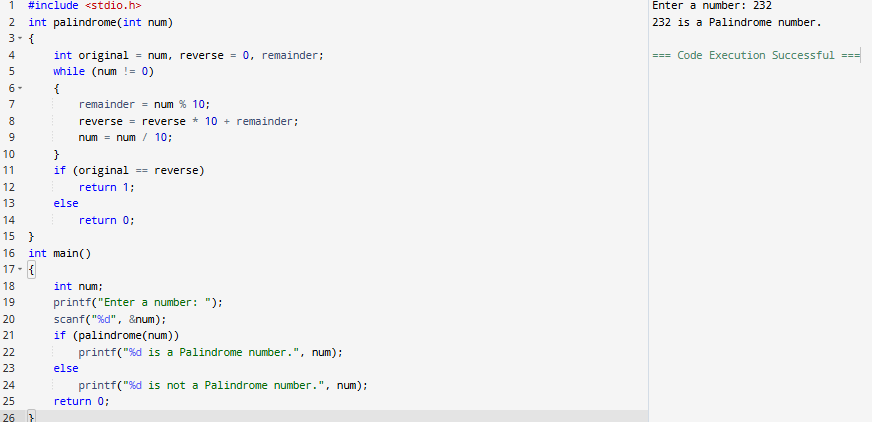 1 #include <stdio.h>
2 int palindrome(int num)
3 {
4     int original = num, reverse = 0, remainder;
5     while (num != 0)
6     {
7         remainder = num % 10;
8         reverse = reverse * 10 + remainder;
9         num = num / 10;
10     }
11     if (original == reverse)
12         return 1;
13     else
14         return 0;
15 }
16 int main()
17 {
18     int num;
19     printf("Enter a number: ");
20     scanf("%d", &num);
21     if (palindrome(num))
22         printf("%d is a Palindrome number.", num);
23     else
24         printf("%d is not a Palindrome number.", num);
25     return 0;
26 }
Enter a number: 232
232 is a Palindrome number.
=== Code Execution Successful ===